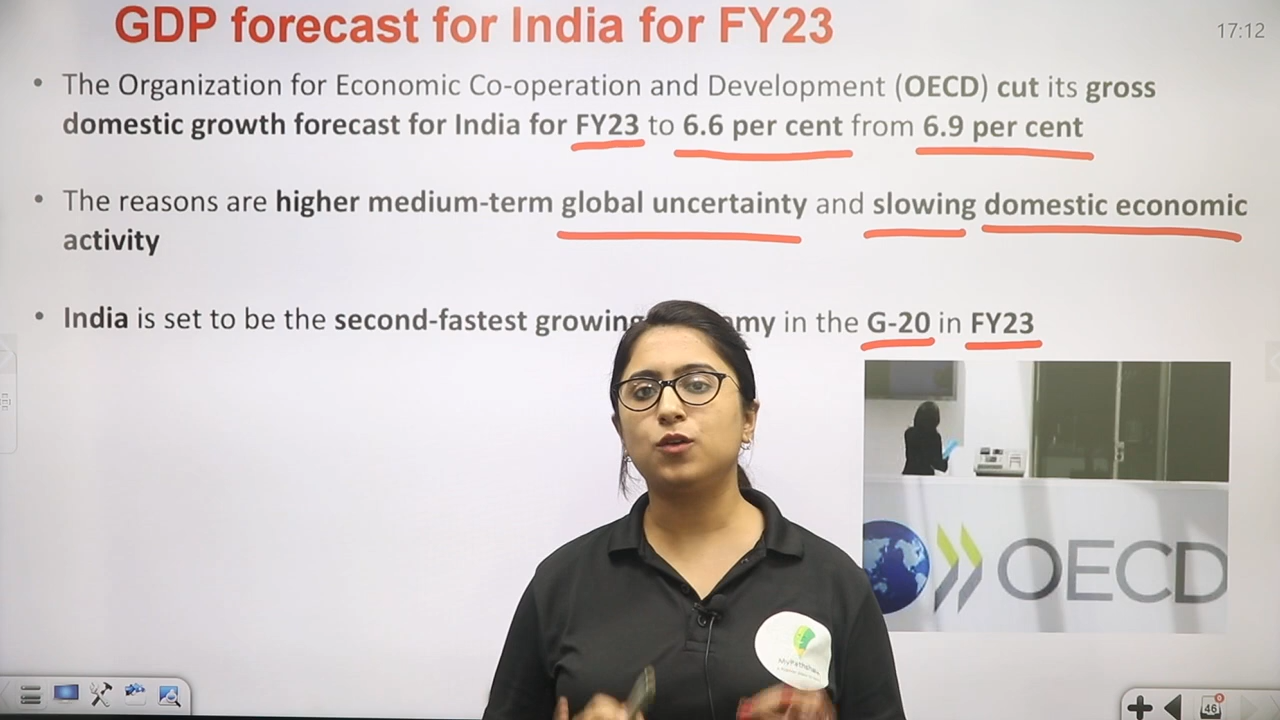 GDP forecast for India for FY23
17:12
• The Organization for Economic Co-operation and Development (OECD) cut its gross
domestic growth forecast for India for FY23 to 6.6 per cent from 6.9 per cent
• The reasons are higher medium-term global uncertainty and slowing domestic economic
activity
• India is set to be the second-fastest growing my in the G-20 in FY23
OECD
MyPathshala
46